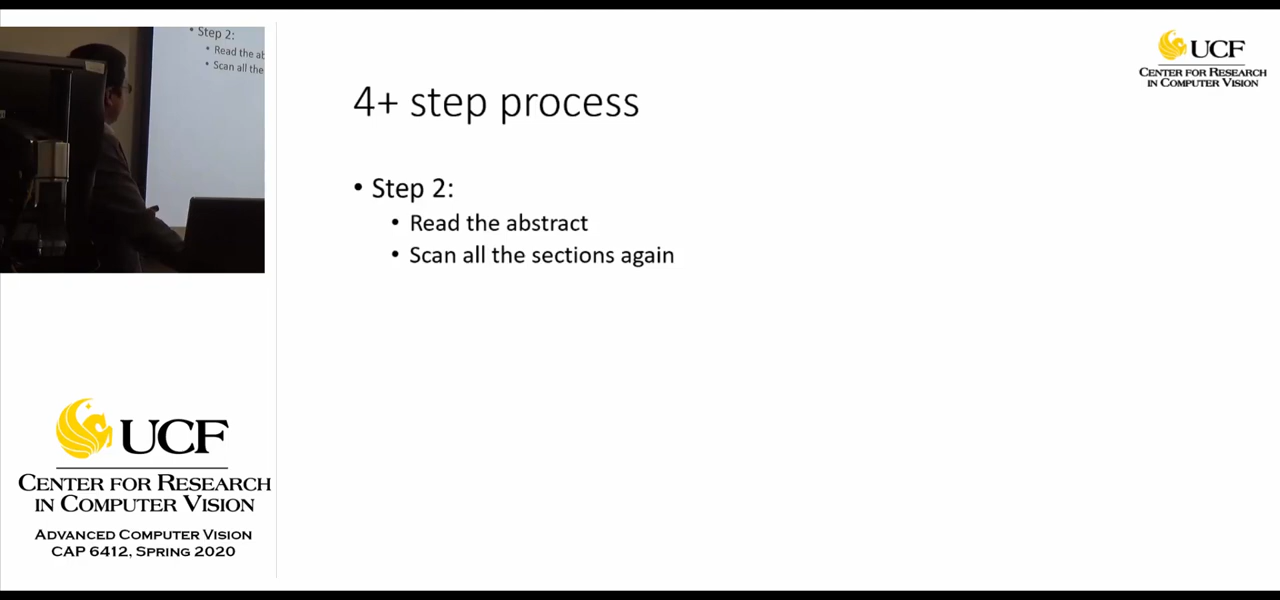 Step 2:
Read the ab
Scan all the
UCF
CENTER FOR RESEARCH
IN COMPUTER VISION
4+ step process
• Step 2:
• Read the abstract
• Scan all the sections again
UCF
CENTER FOR RESEARCH
IN COMPUTER VISION
ADVANCED COMPUTER VISION
CAP 6412, SPRING 2020